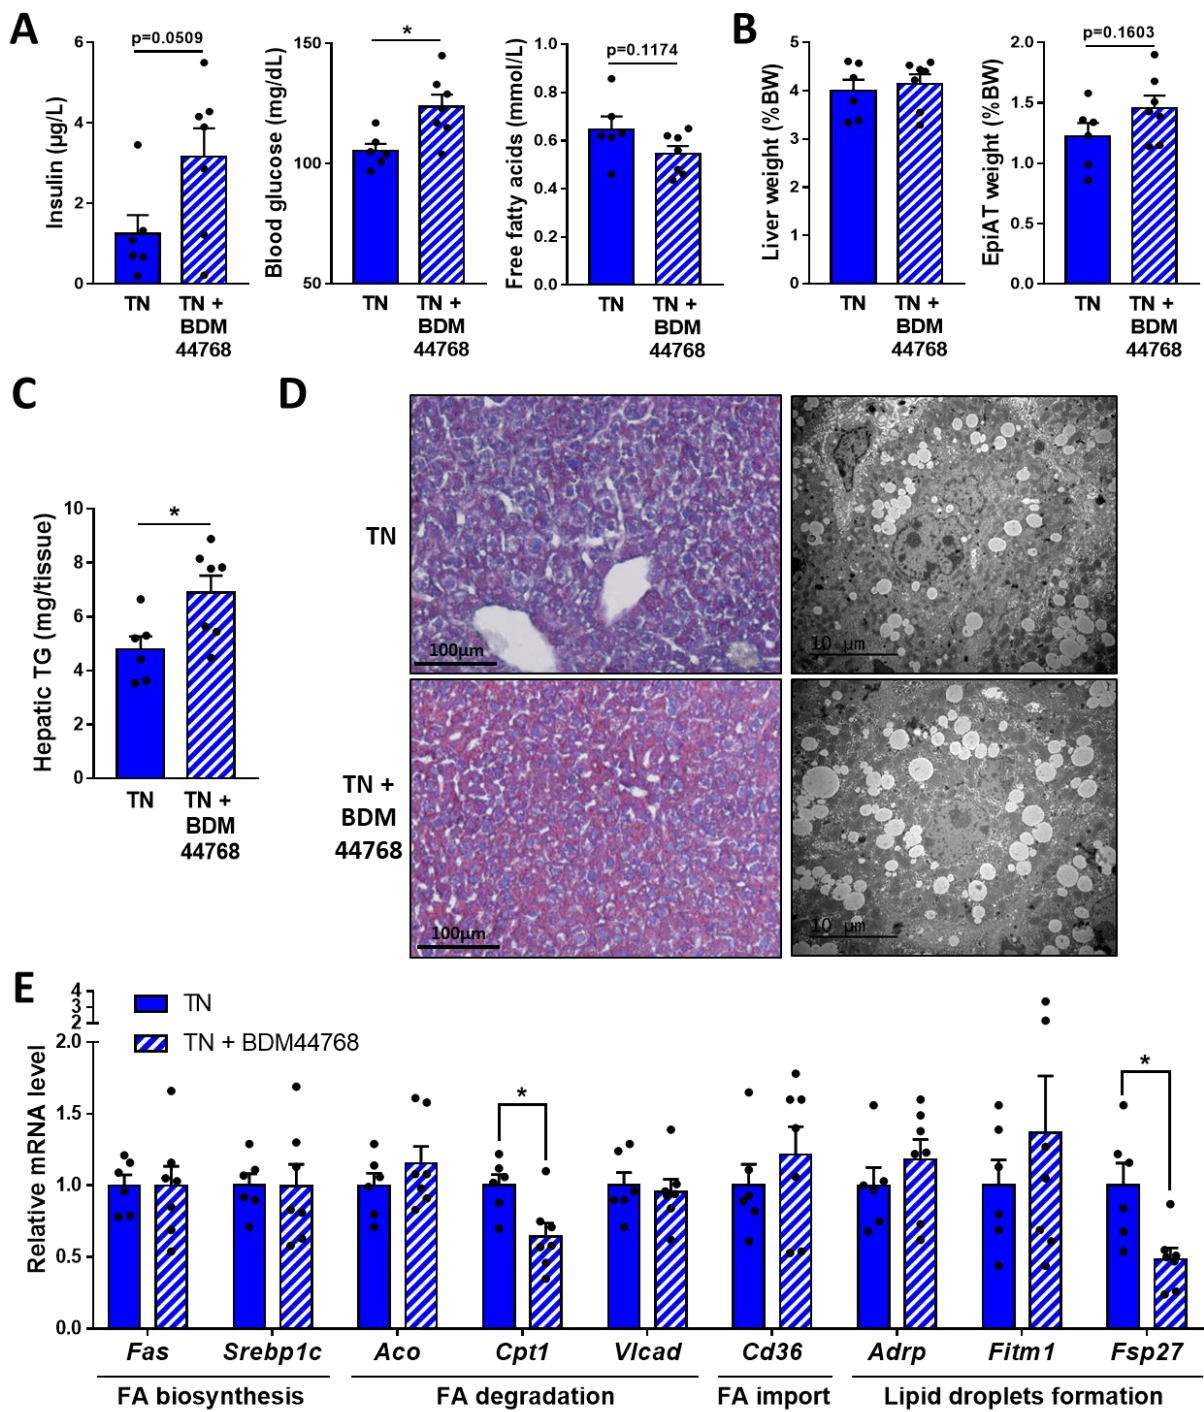 A
Insulin (µg/L)
p=0.0509
6
4
2
0
TN
TN +
BDM
44768
Blood glucose (mg/dL)
*
150
100
50
TN
TN +
BDM
44768
Free fatty acids (mmol/L)
p=0.1174
1.0
0.8
0.6
0.4
0.2
0.0
TN
TN +
BDM
44768
B
Liver weight (%BW)
5
4
3
2
1
0
TN
TN +
BDM
44768
EpiAT weight (%BW)
p=0.1603
2.0
1.5
1.0
0.5
0.0
TN
TN +
BDM
44768
C
Hepatic TG (mg/tissue)
*
10
8
6
4
2
0
TN
TN +
BDM
44768
D
TN
100µm
10 µm
TN +
BDM
44768
100µm
10 µm
E
Relative mRNA level
4
3
2
2.0
1.5
1.0
0.5
0.0
TN
TN + BDM44768
*
*
Fas
Srebp1c
Aco
Cpt1
Vlcad
Cd36
Adrp
Fitm1
Fsp27
FA biosynthesis
FA degradation
FA import
Lipid droplets formation